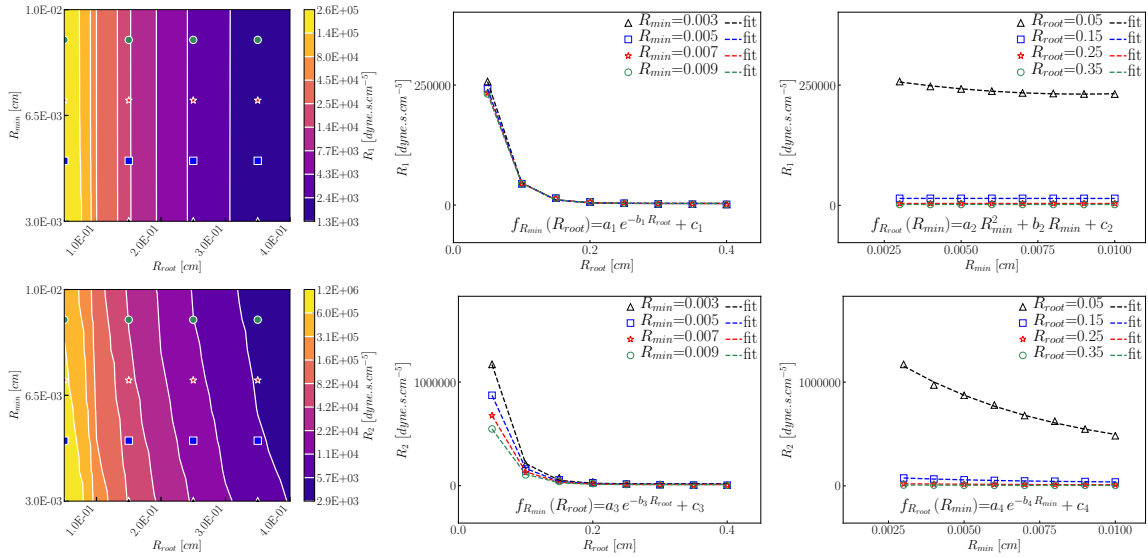 1.0E-02
6.5E-03
3.0E-03
R_min [cm]
1.0E-01
2.0E-01
3.0E-01
4.0E-01
R_root [cm]
2.6E+05
1.4E+05
8.0E+04
4.5E+04
2.5E+04
1.4E+04
7.7E+03
4.3E+03
2.4E+03
1.3E+03
R_1 [dyne.s.cm^{-5}]
R_min=0.003 fit
R_min=0.005 fit
R_min=0.007 fit
R_min=0.009 fit
250000
0
R_1 [dyne.s.cm^{-5}]
f_{R_min}(R_root)=a_1 e^{-b_1 R_root} + c_1
0.0
0.2
0.4
R_root [cm]
R_root=0.05 fit
R_root=0.15 fit
R_root=0.25 fit
R_root=0.35 fit
250000
0
R_1 [dyne.s.cm^{-5}]
f_{R_root}(R_min)=a_2 R_min^2 + b_2 R_min + c_2
0.0025
0.0050
0.0075
0.0100
R_min [cm]
1.0E-02
6.5E-03
3.0E-03
R_min [cm]
1.0E-01
2.0E-01
3.0E-01
4.0E-01
R_root [cm]
1.2E+06
6.0E+05
3.1E+05
1.6E+05
8.2E+04
4.2E+04
2.2E+04
1.1E+04
5.7E+03
2.9E+03
R_2 [dyne.s.cm^{-5}]
R_min=0.003 fit
R_min=0.005 fit
R_min=0.007 fit
R_min=0.009 fit
1000000
0
R_2 [dyne.s.cm^{-5}]
f_{R_min}(R_root)=a_3 e^{-b_3 R_root} + c_3
0.0
0.2
0.4
R_root [cm]
R_root=0.05 fit
R_root=0.15 fit
R_root=0.25 fit
R_root=0.35 fit
1000000
0
R_2 [dyne.s.cm^{-5}]
f_{R_root}(R_min)=a_4 e^{-b_4 R_min} + c_4
0.0025
0.0050
0.0075
0.0100
R_min [cm]